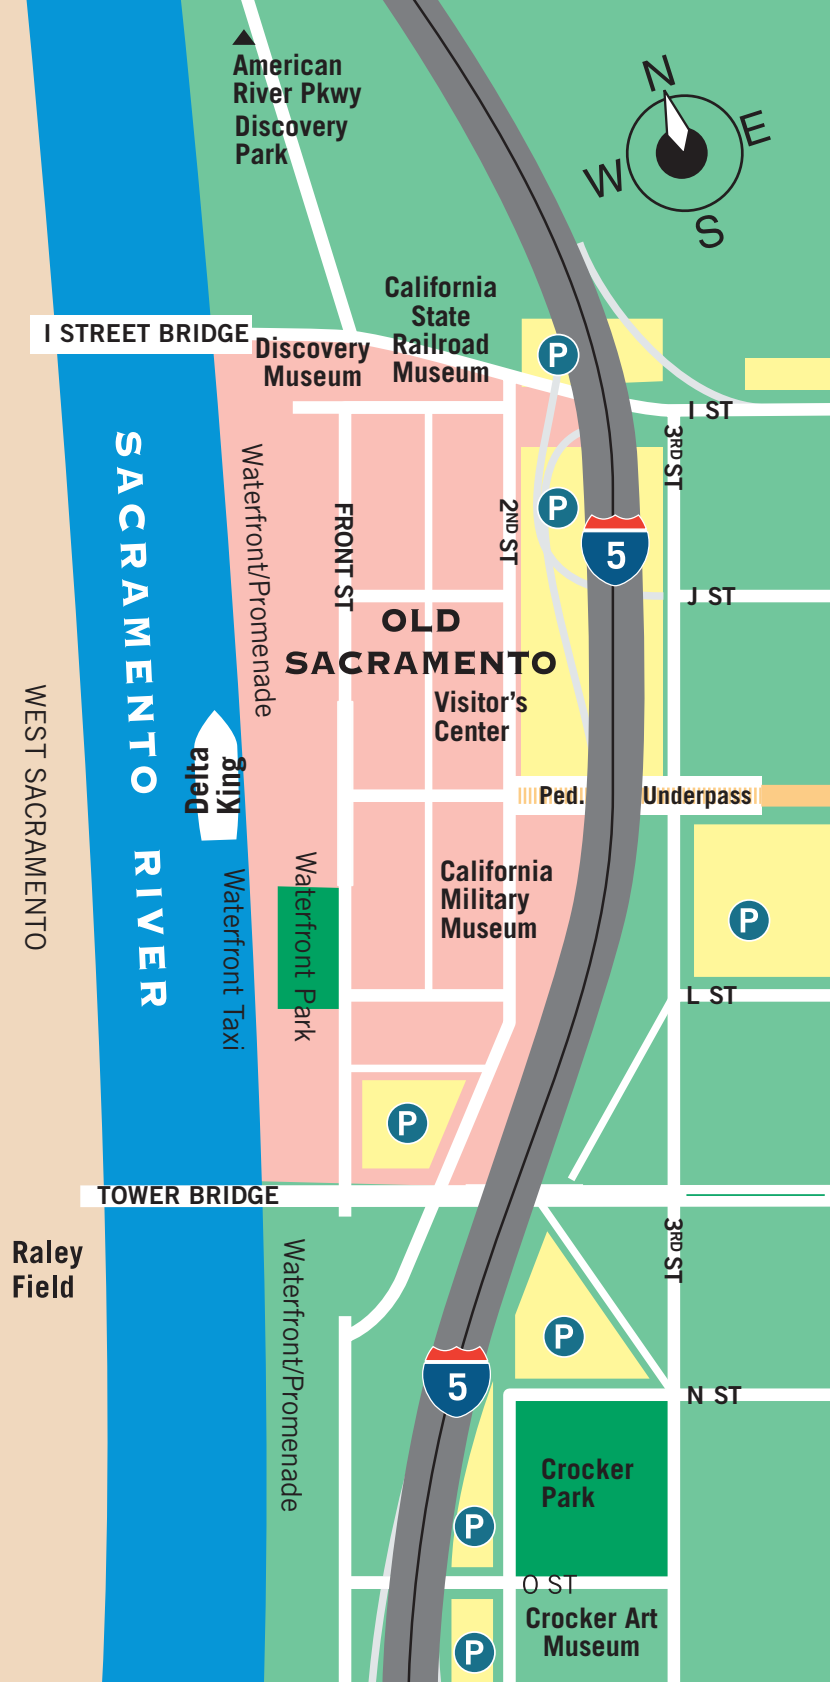 American
River Pkwy
Discovery
Park
N
E
W
S
California
State
Railroad
Museum
I STREET BRIDGE
Discovery
Museum
P
I ST
3RD ST
SACRAMENTO RIVER
Waterfront/Promenade
FRONT ST
2ND ST
P
5
J ST
OLD
SACRAMENTO
Visitor's
Center
WEST SACRAMENTO
King
Delta
Ped. Underpass
California
Military
Museum
P
Waterfront Taxi
Waterfront Park
L ST
P
TOWER BRIDGE
Raley
Field
Waterfront/Promenade
3RD ST
P
5
N ST
Crocker
Park
P
O ST
Crocker Art
Museum
P